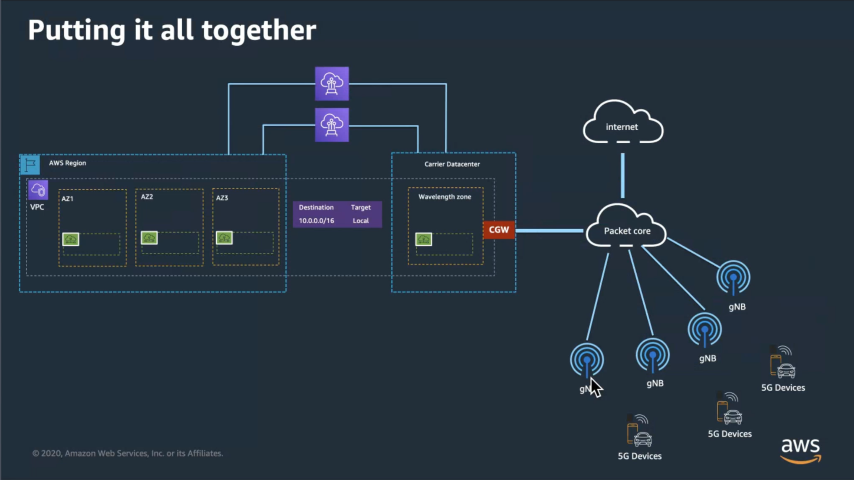 Putting it all together
internet
AWS Region
Carrier Datacenter
VPC
AZ1
AZ2
AZ3
Destination Target
10.0.0.0/16 Local
Wavelength zone
CGW
Packet core
gNB
gNB
gNB
5G Devices
5G Devices
5G Devices
© 2020, Amazon Web Services, Inc. or its Affiliates.
aws